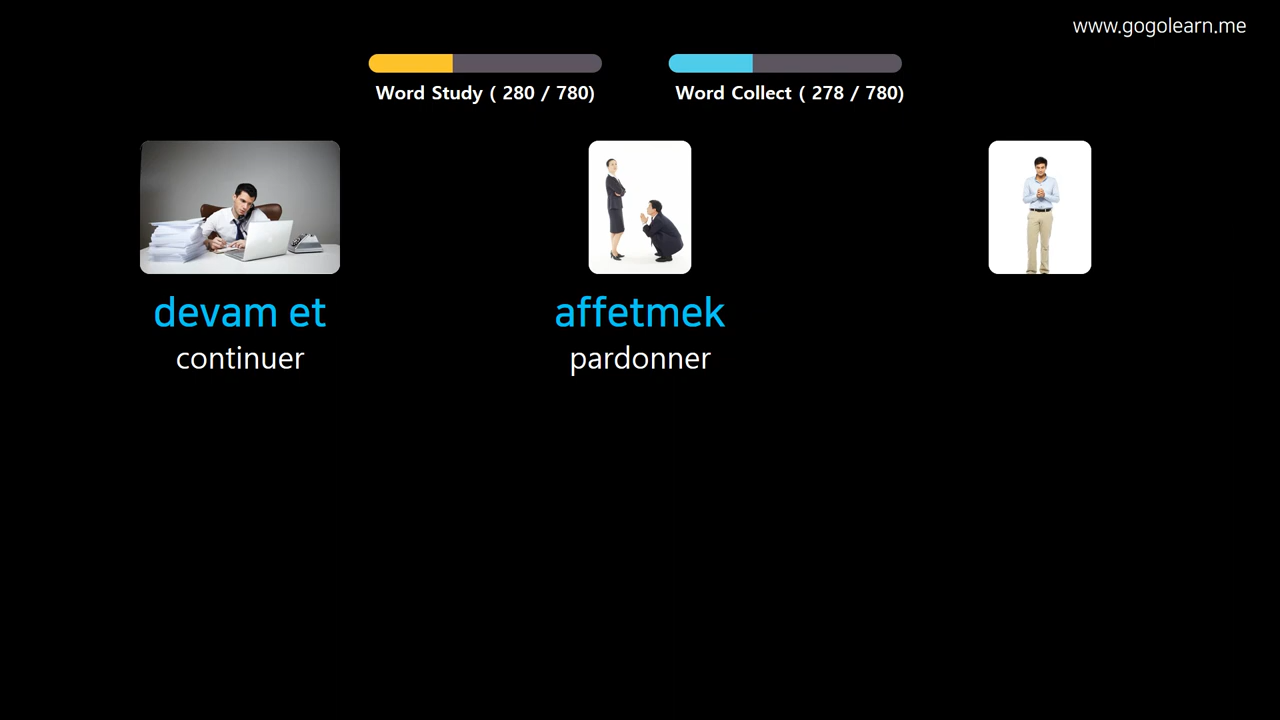 www.gogolearn.me
Word Study ( 280 / 780)
Word Collect ( 278 / 780)
devam et
continuer
affetmek
pardonner